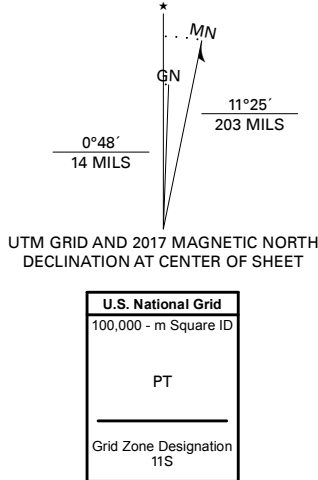 ★
MN
GN
11°25´
203 MILS
0°48´
14 MILS
UTM GRID AND 2017 MAGNETIC NORTH
DECLINATION AT CENTER OF SHEET
U.S. National Grid
100,000 - m Square ID
PT
Grid Zone Designation
11S